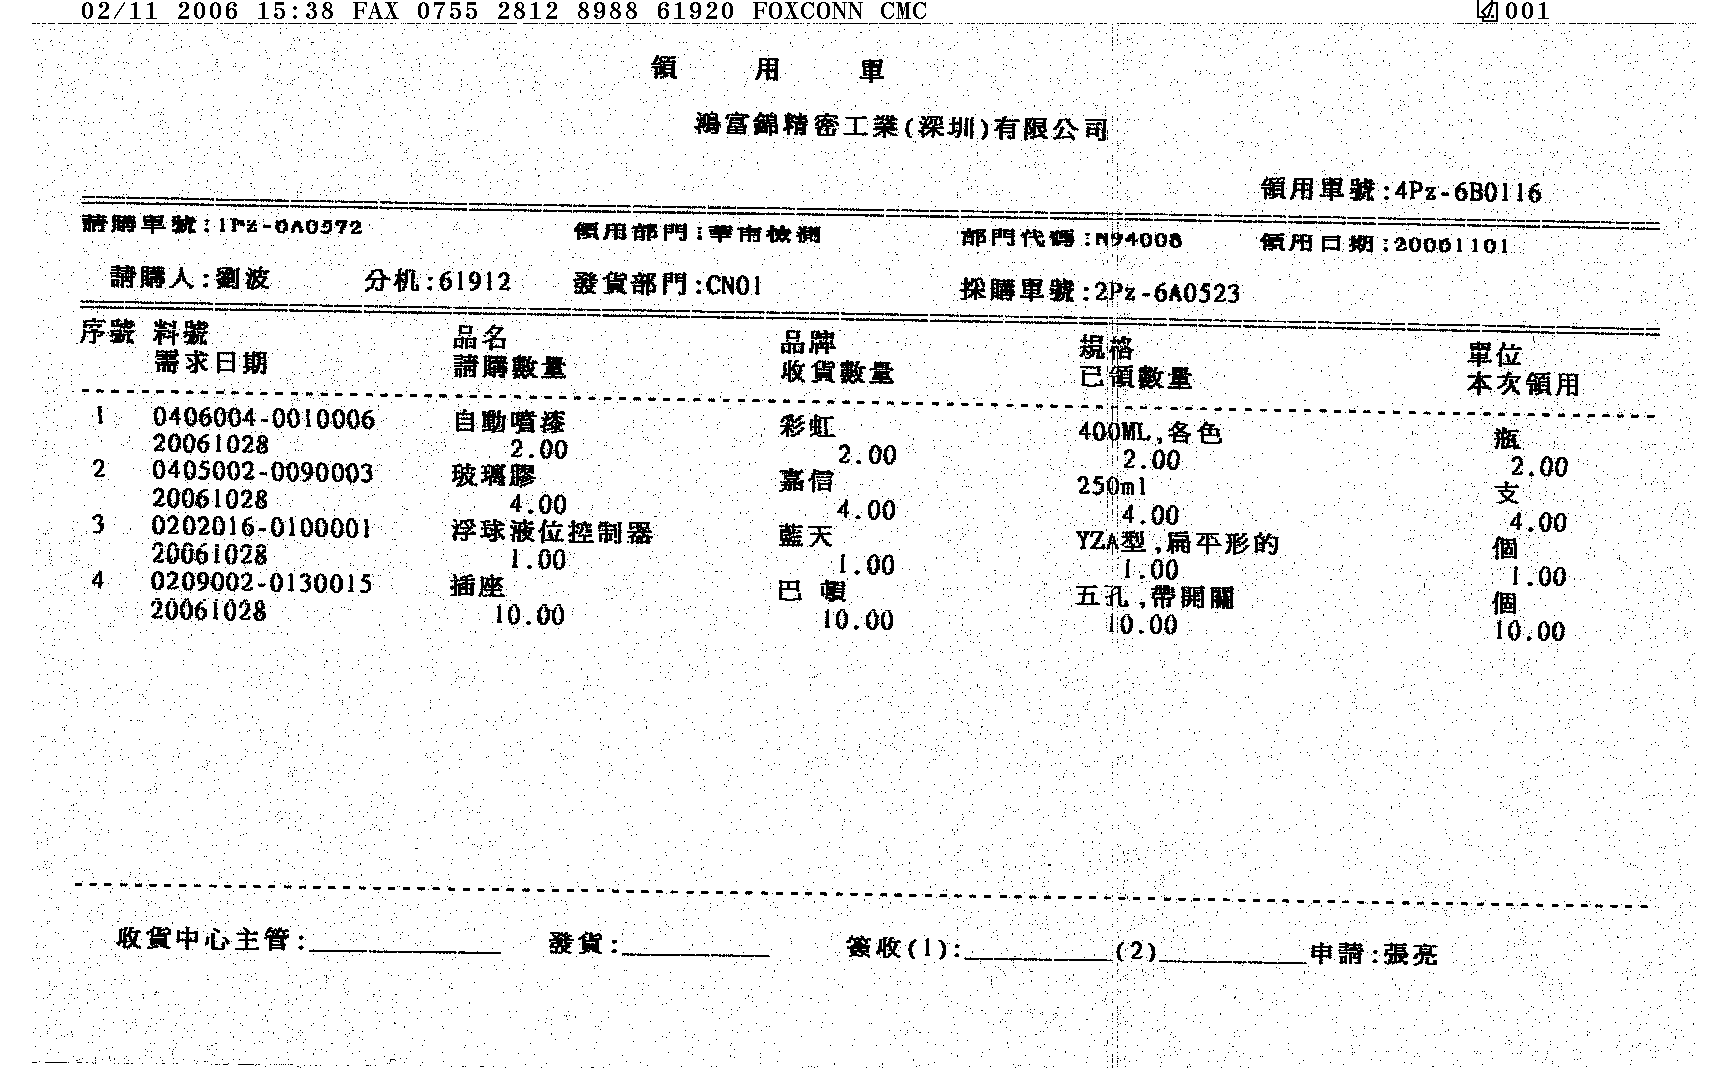 02/11 2006 15:38 FAX 0755 2812 8988 61920 FOXCONN CMC 001
領 用 單
鴻富錦精密工業(深圳)有限公司
領用單號:4Pz-6B0116
請購單號:1Pz-6A0572 領用部門:華南檢測 部門代碼:N94008 領用日期:20061101
請購人:劉波 分机:61912 發貨部門:CN01 採購單號:2Pz-6A0523
序號 料號 品名 品牌 規格 單位
需求日期 請購數量 收貨數量 已領數量 本次領用
1 0406004-0010006 自動噴漆 彩虹 400ML,各色 瓶
20061028 2.00 2.00 2.00 2.00
2 0405002-0090003 玻璃膠 嘉信 250ml 支
20061028 4.00 4.00 4.00 4.00
3 0202016-0100001 浮球液位控制器 藍天 YZA型,扁平形的 個
20061028 1.00 1.00 1.00 1.00
4 0209002-0130015 插座 巴 頓 五孔,帶開關 個
20061028 10.00 10.00 10.00 10.00
收貨中心主管: 發貨: 簽收(1): (2) 申請:張亮